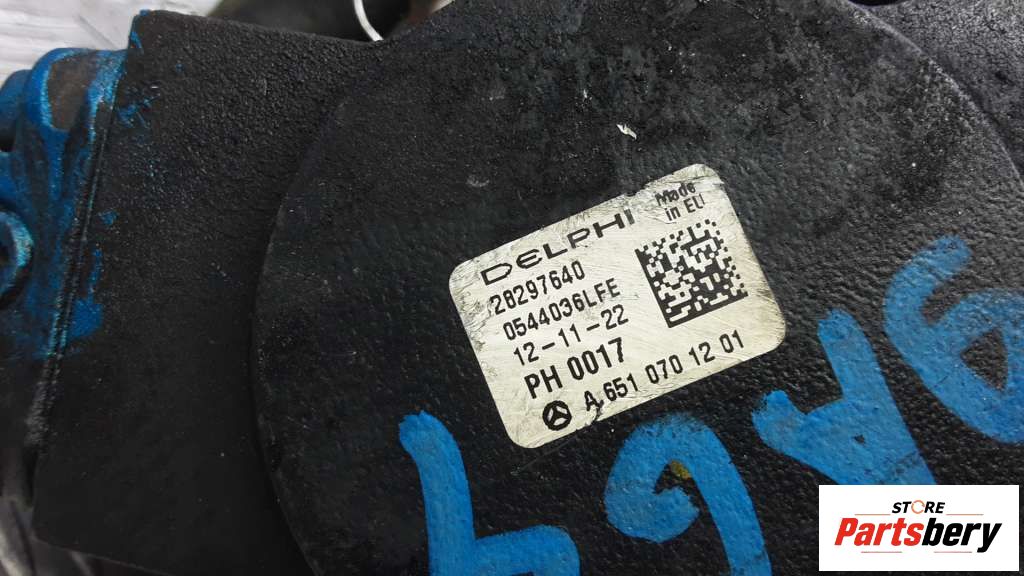 DELPHI
Made
in EU
28297640
0544036LFE
12-11-22
PH 0017
A 651 070 12 01
STORE
Partsbery